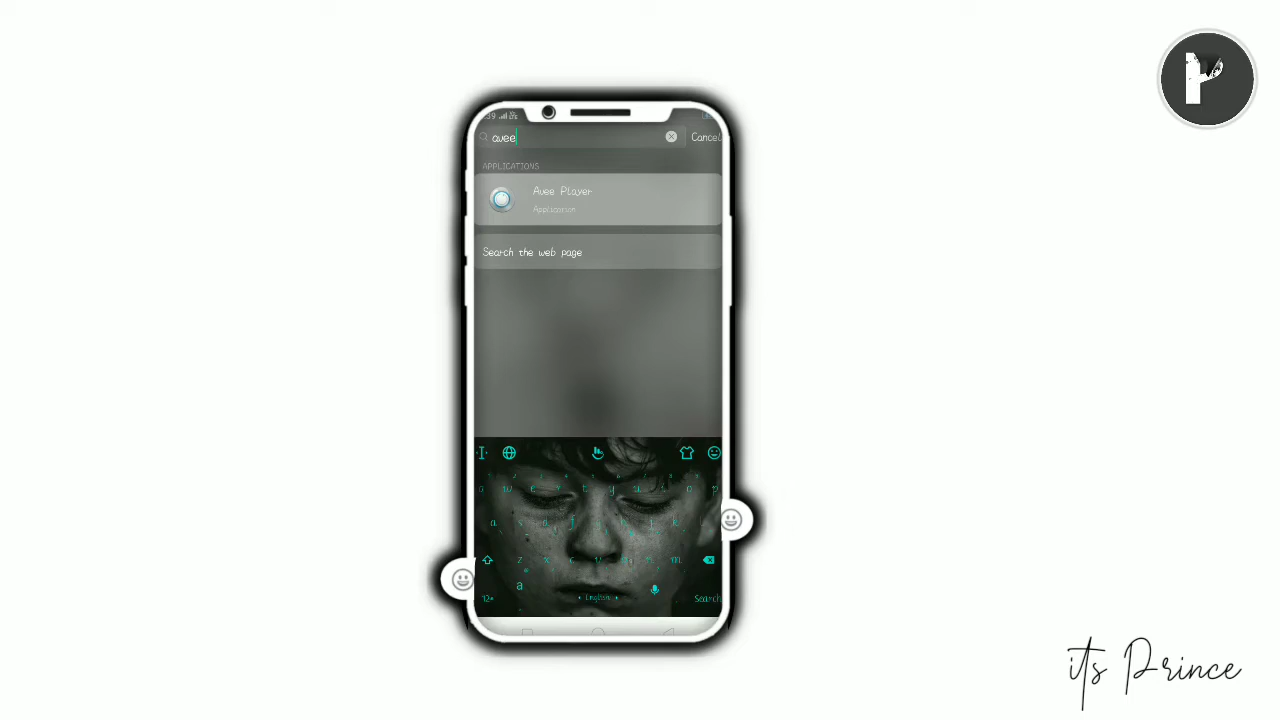 avee
Cancel
APPLICATIONS
Avee Player
Application
Search the web page
English
Search
its Prince